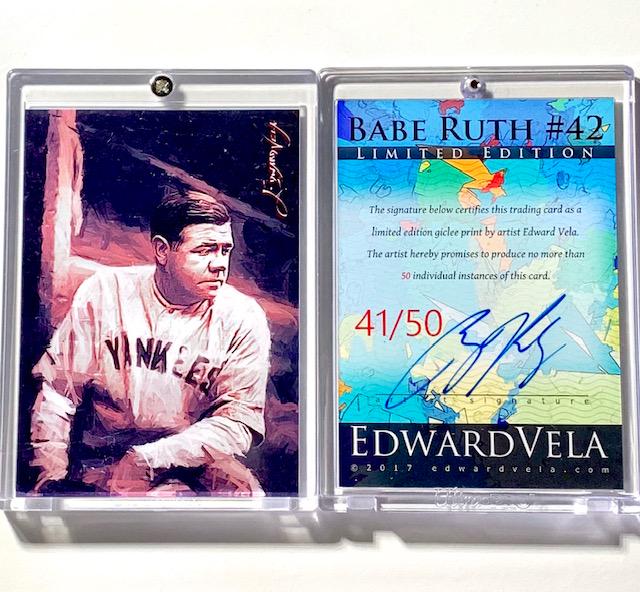 YANKEES
BABE RUTH #42
LIMITED EDITION
The signature below certifies this trading card as a
limited edition giclee print by artist Edward Vela.
The artist hereby promises to produce no more than
50 individual instances of this card.
41/50
signature
EDWARDVELA
© 2017 edwardvela.com